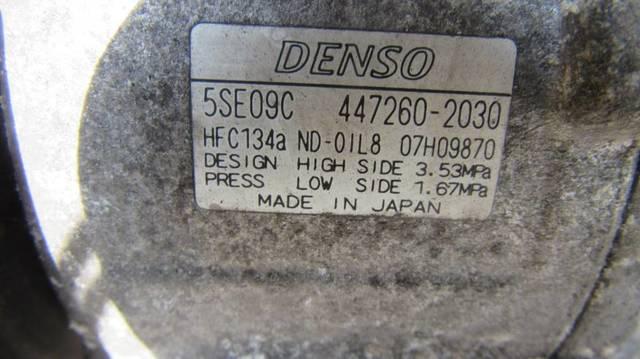 DENSO
5SE09C 447260-2030
HFC134a ND-OIL8 07H09870
DESIGN HIGH SIDE 3.53MPa
PRESS LOW SIDE 1.67MPa
MADE IN JAPAN